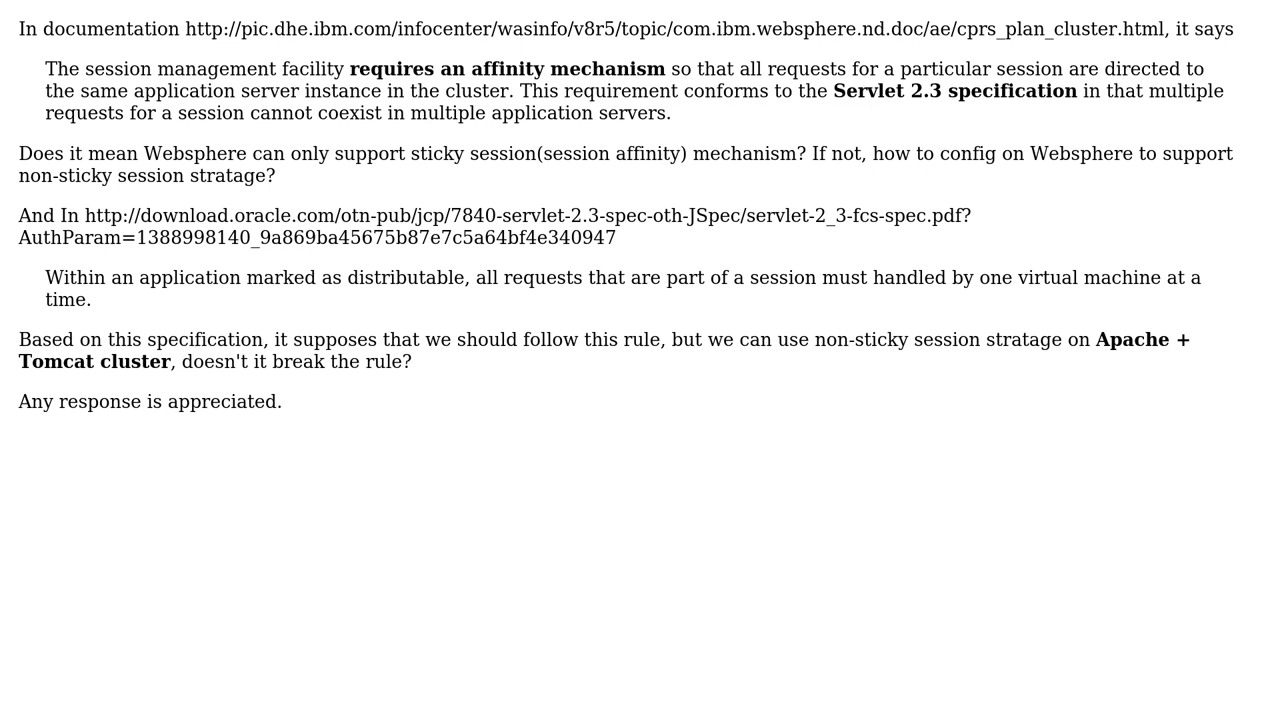 In documentation http://pic.dhe.ibm.com/infocenter/wasinfo/v8r5/topic/com.ibm.websphere.nd.doc/ae/cprs_plan_cluster.html, it says
The session management facility requires an affinity mechanism so that all requests for a particular session are directed to
the same application server instance in the cluster. This requirement conforms to the Servlet 2.3 specification in that multiple
requests for a session cannot coexist in multiple application servers.
Does it mean Websphere can only support sticky session(session affinity) mechanism? If not, how to config on Websphere to support
non-sticky session stratage?
And In http://download.oracle.com/otn-pub/jcp/7840-servlet-2.3-spec-oth-JSpec/servlet-2_3-fcs-spec.pdf?
AuthParam=1388998140_9a869ba45675b87e7c5a64bf4e340947
Within an application marked as distributable, all requests that are part of a session must handled by one virtual machine at a
time.
Based on this specification, it supposes that we should follow this rule, but we can use non-sticky session stratage on Apache +
Tomcat cluster, doesn't it break the rule?
Any response is appreciated.